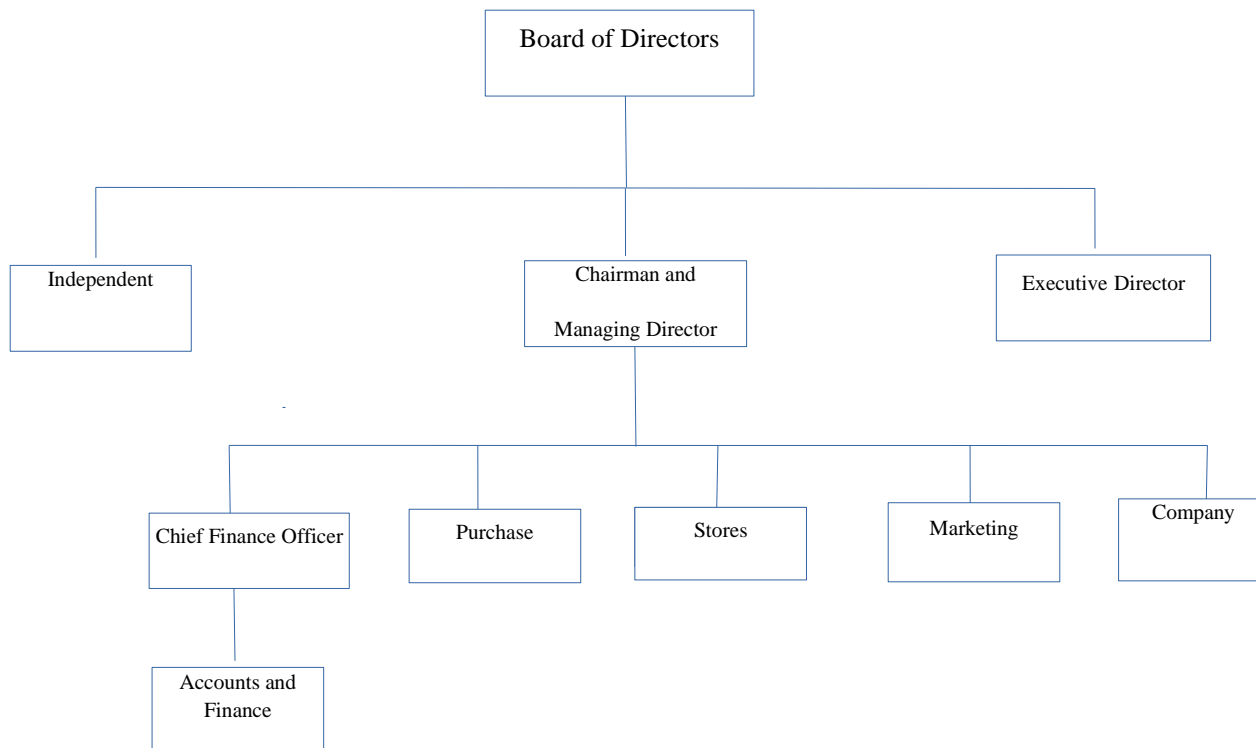 Board of Directors
Independent
Chairman and
Managing Director
Executive Director
Chief Finance Officer
Purchase
Stores
Marketing
Company
Accounts and
Finance